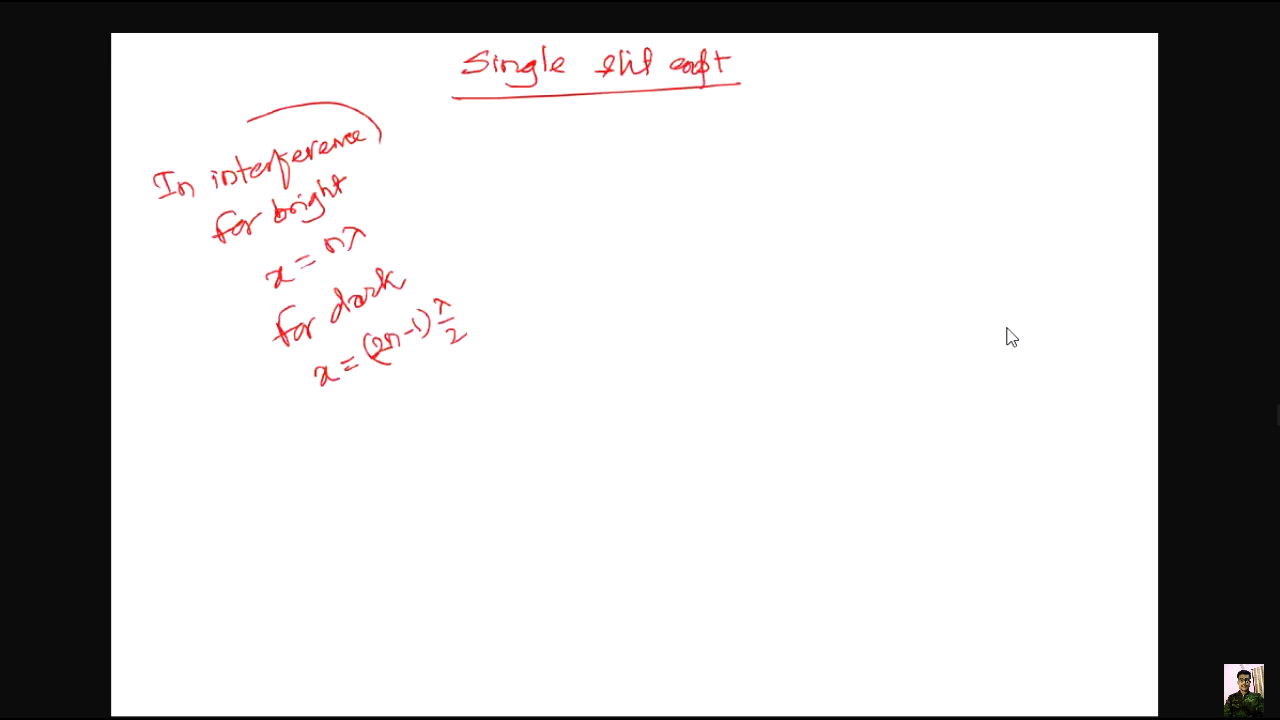 Single slit expt
In interference
for bright
x = nλ
for dark
x = (2n-1) λ/2